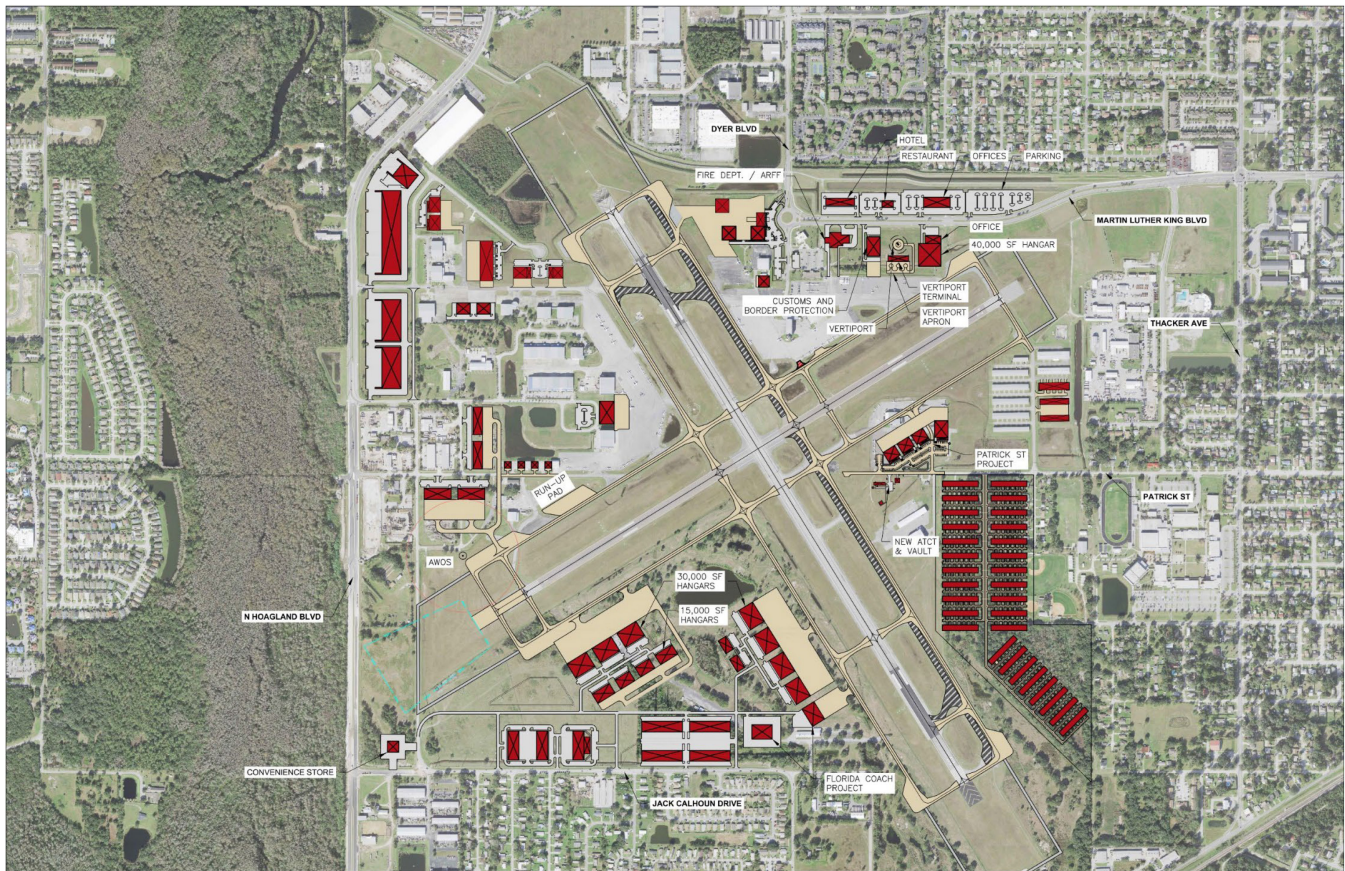 DYER BLVD
HOTEL
RESTAURANT
OFFICES
PARKING
FIRE DEPT. / ARFF
MARTIN LUTHER KING BLVD
OFFICE
40,000 SF HANGAR
VERTIPORT
TERMINAL
CUSTOMS AND
BORDER PROTECTION
VERTIPORT
APRON
VERTIPORT
THACKER AVE
PATRICK ST
PROJECT
RUN-UP
PAD
PATRICK ST
NEW ATCT
& VAULT
AWOS
30,000 SF
HANGARS
15,000 SF
HANGARS
N HOAGLAND BLVD
CONVENIENCE STORE
FLORIDA COACH
PROJECT
JACK CALHOUN DRIVE